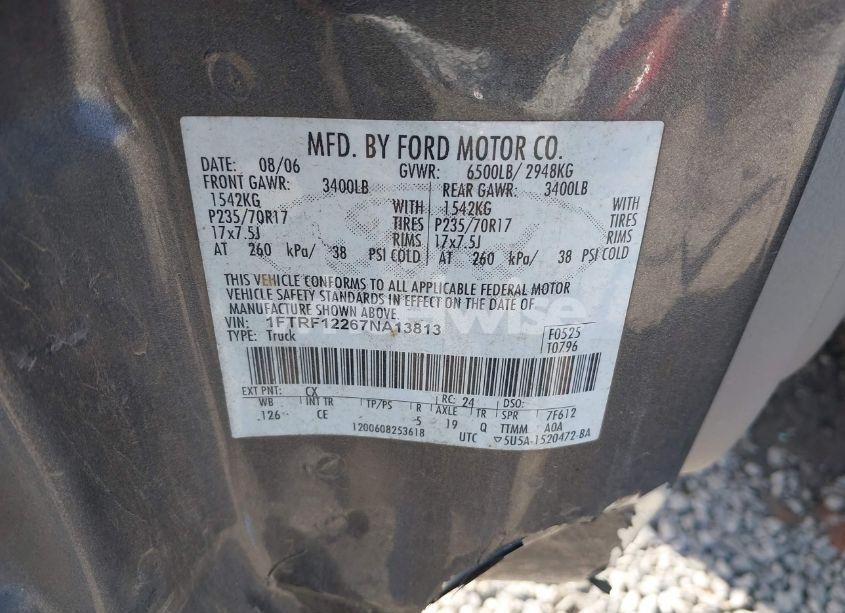 MFD. BY FORD MOTOR CO.
DATE: 08/06 GVWR: 6500LB/ 2948KG
FRONT GAWR: 3400LB REAR GAWR: 3400LB
1542KG WITH 1542KG WITH
P235/70R17 TIRES P235/70R17 TIRES
17x7.5J RIMS 17x7.5J RIMS
AT 260 kPa/ 38 PSI COLD AT 260 kPa/ 38 PSI COLD
THIS VEHICLE CONFORMS TO ALL APPLICABLE FEDERAL MOTOR
VEHICLE SAFETY STANDARDS IN EFFECT ON THE DATE OF
MANUFACTURE SHOWN ABOVE.
VIN: 1FTRF12267NA13813 F0525
TYPE: Truck T0796
EXT PNT: CX RC: 24 DSO:
WB INT TR TP/PS R AXLE TR SPR 7F612
126 CE 5 19 Q TTMM A0A
1200608253618 UTC 5U5A-1520472-BA